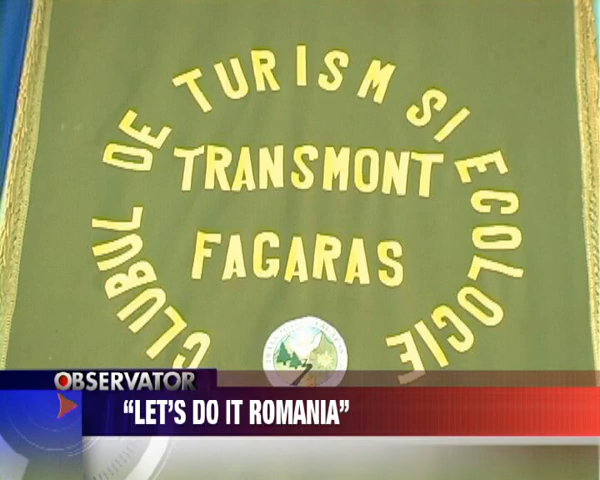 CLUBUL DE TURISM SI ECOLOGIE
TRANSMONT
FAGARAS
OBSERVATOR
“LET’S DO IT ROMANIA”